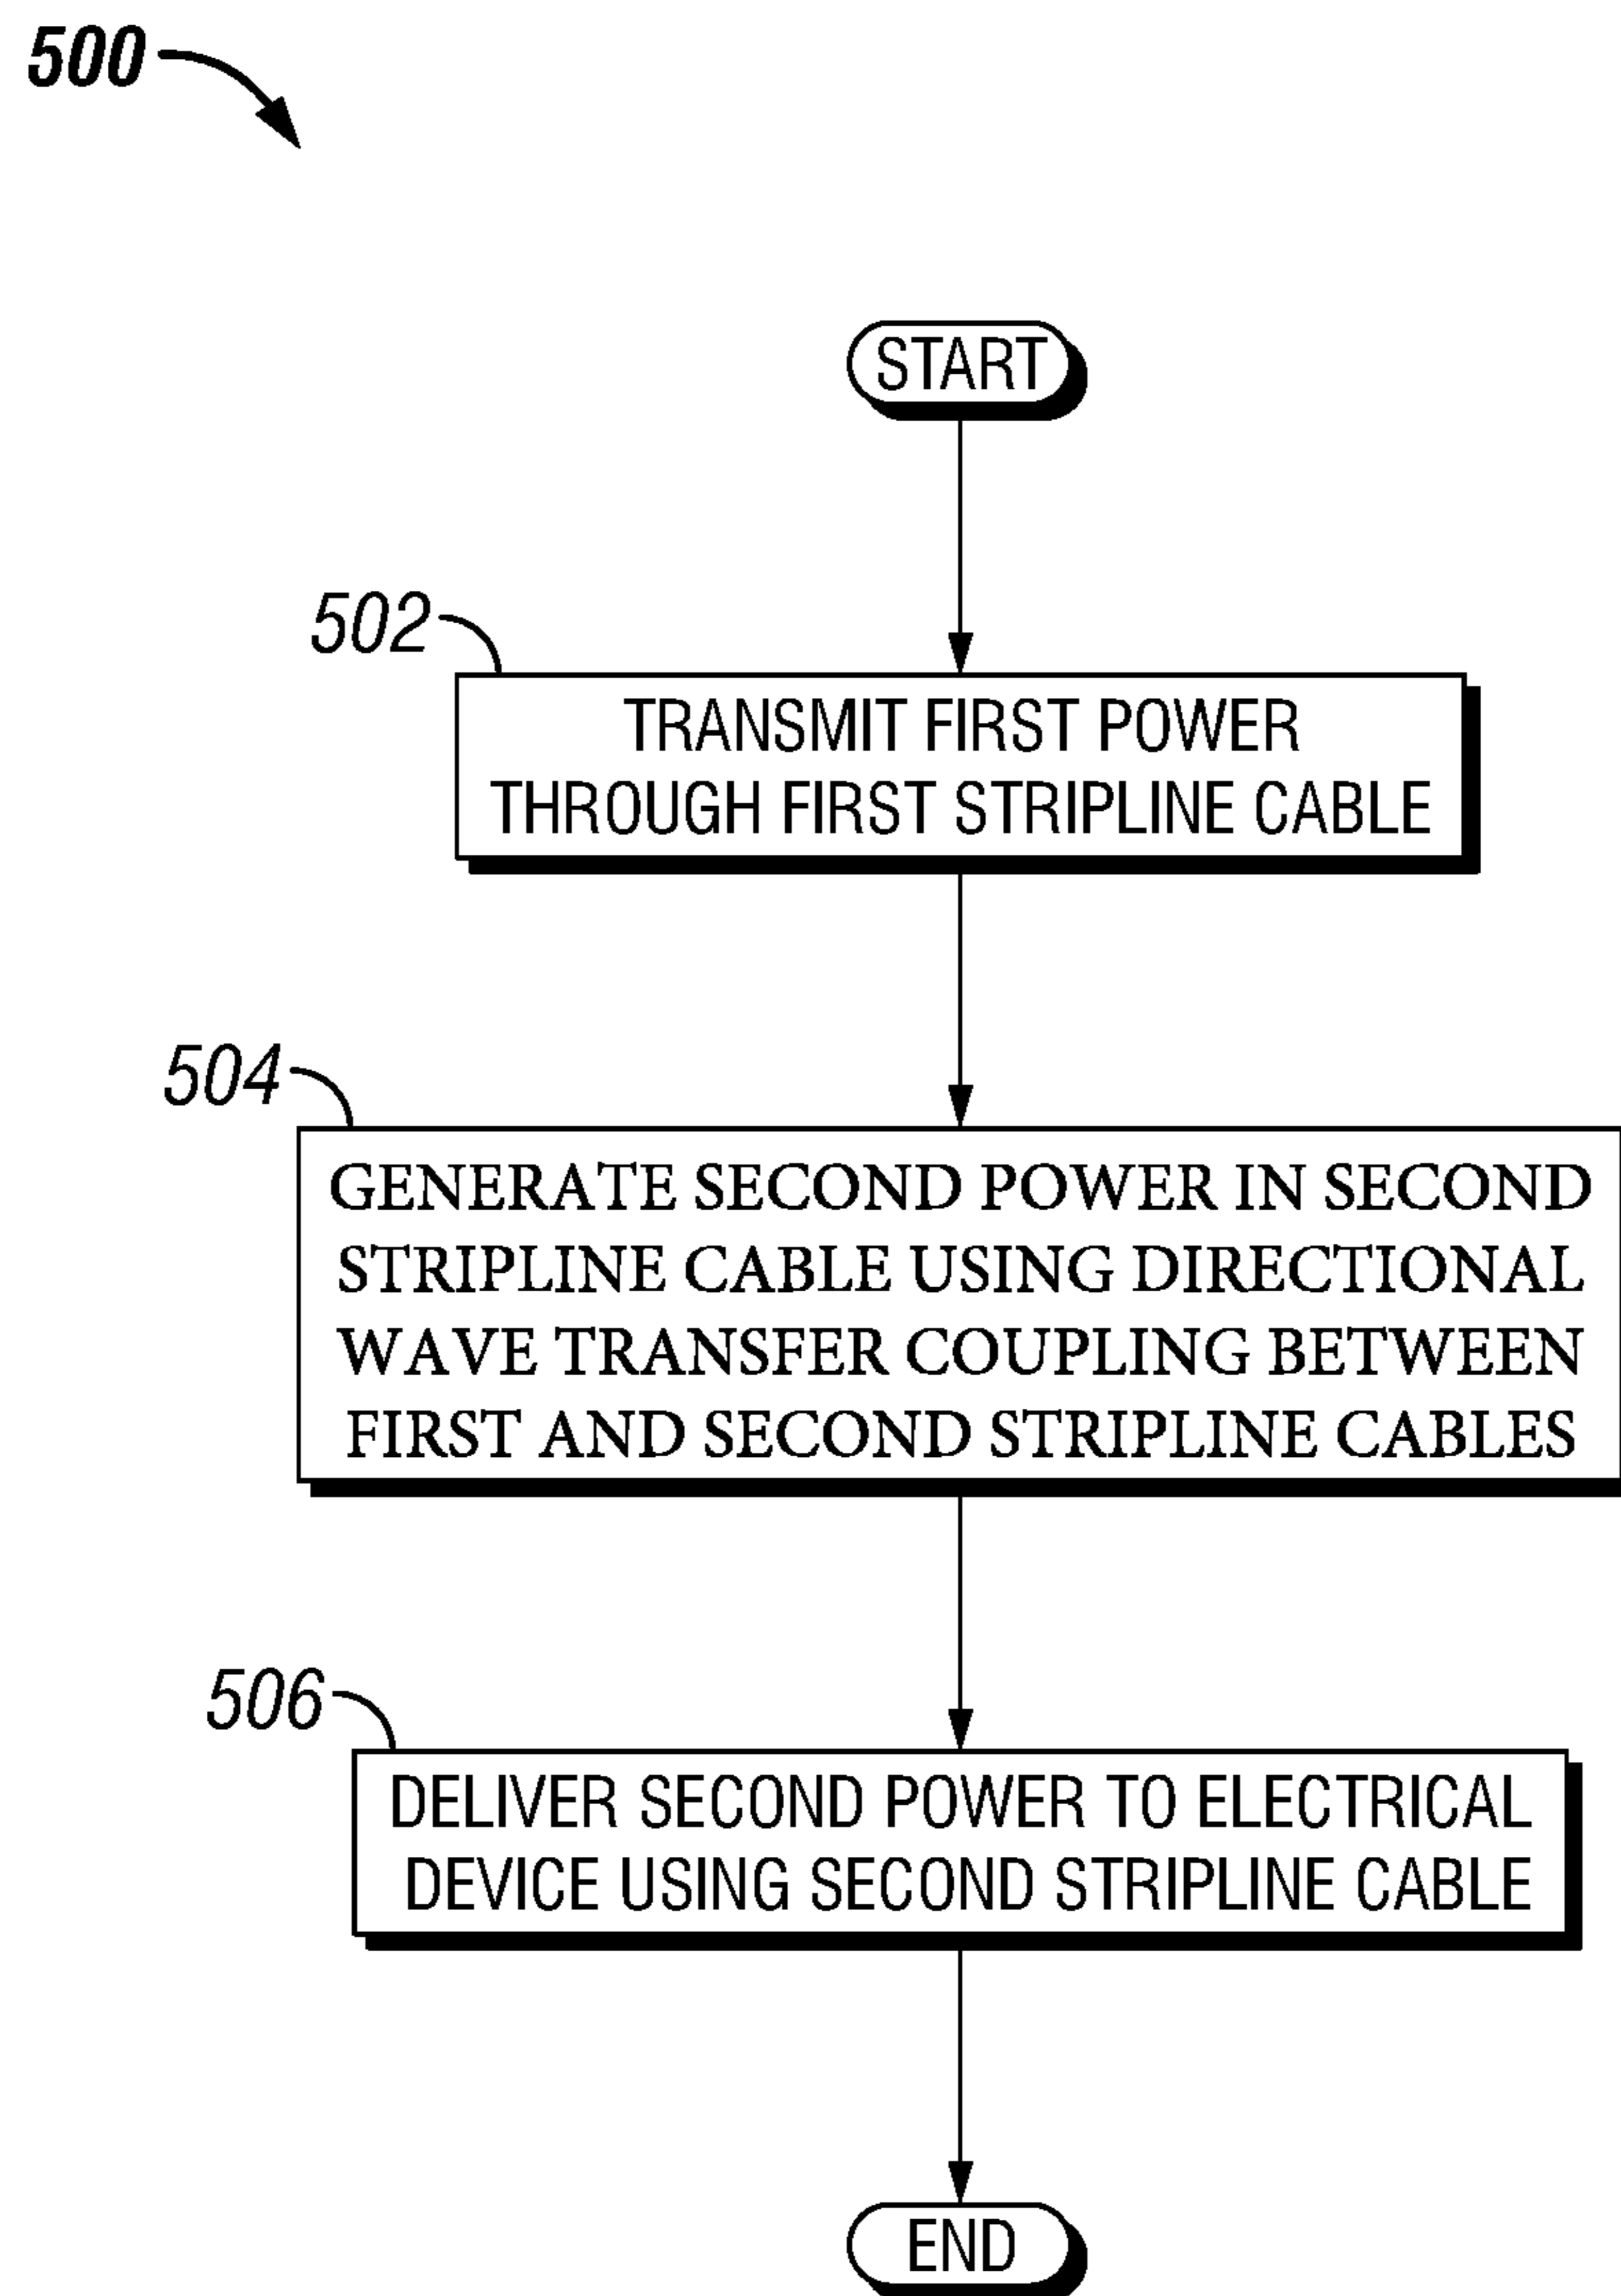 500
START
502
TRANSMIT FIRST POWER
THROUGH FIRST STRIPLINE CABLE
504
GENERATE SECOND POWER IN SECOND
STRIPLINE CABLE USING DIRECTIONAL
WAVE TRANSFER COUPLING BETWEEN
FIRST AND SECOND STRIPLINE CABLES
506
DELIVER SECOND POWER TO ELECTRICAL
DEVICE USING SECOND STRIPLINE CABLE
END